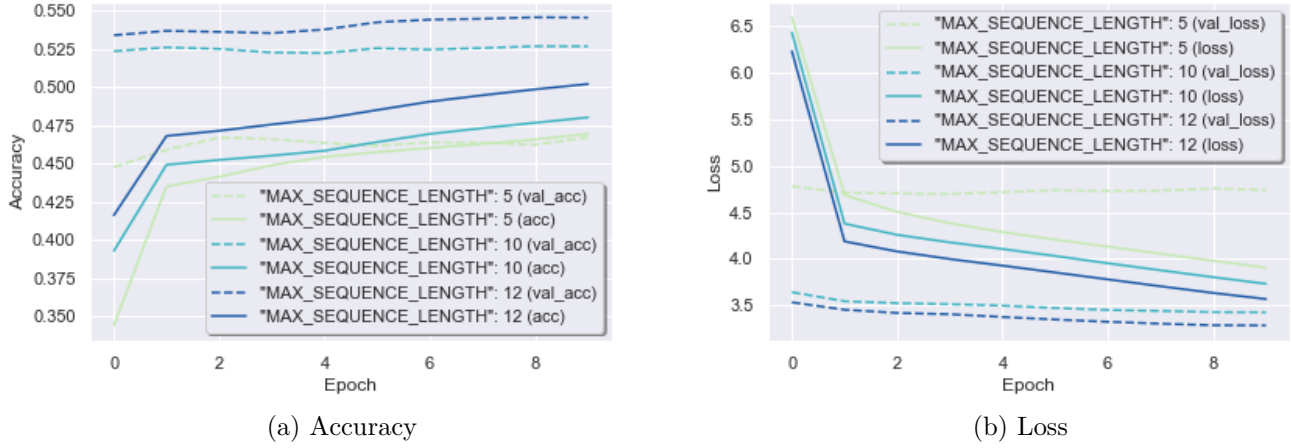 0.550
0.525
0.500
0.475
0.450
0.425
0.400
0.375
0.350
Accuracy
"MAX_SEQUENCE_LENGTH": 5 (val_acc)
"MAX_SEQUENCE_LENGTH": 5 (acc)
"MAX_SEQUENCE_LENGTH": 10 (val_acc)
"MAX_SEQUENCE_LENGTH": 10 (acc)
"MAX_SEQUENCE_LENGTH": 12 (val_acc)
"MAX_SEQUENCE_LENGTH": 12 (acc)
0 2 4 6 8
Epoch
(a) Accuracy
6.5
6.0
5.5
5.0
4.5
4.0
3.5
Loss
"MAX_SEQUENCE_LENGTH": 5 (val_loss)
"MAX_SEQUENCE_LENGTH": 5 (loss)
"MAX_SEQUENCE_LENGTH": 10 (val_loss)
"MAX_SEQUENCE_LENGTH": 10 (loss)
"MAX_SEQUENCE_LENGTH": 12 (val_loss)
"MAX_SEQUENCE_LENGTH": 12 (loss)
0 2 4 6 8
Epoch
(b) Loss